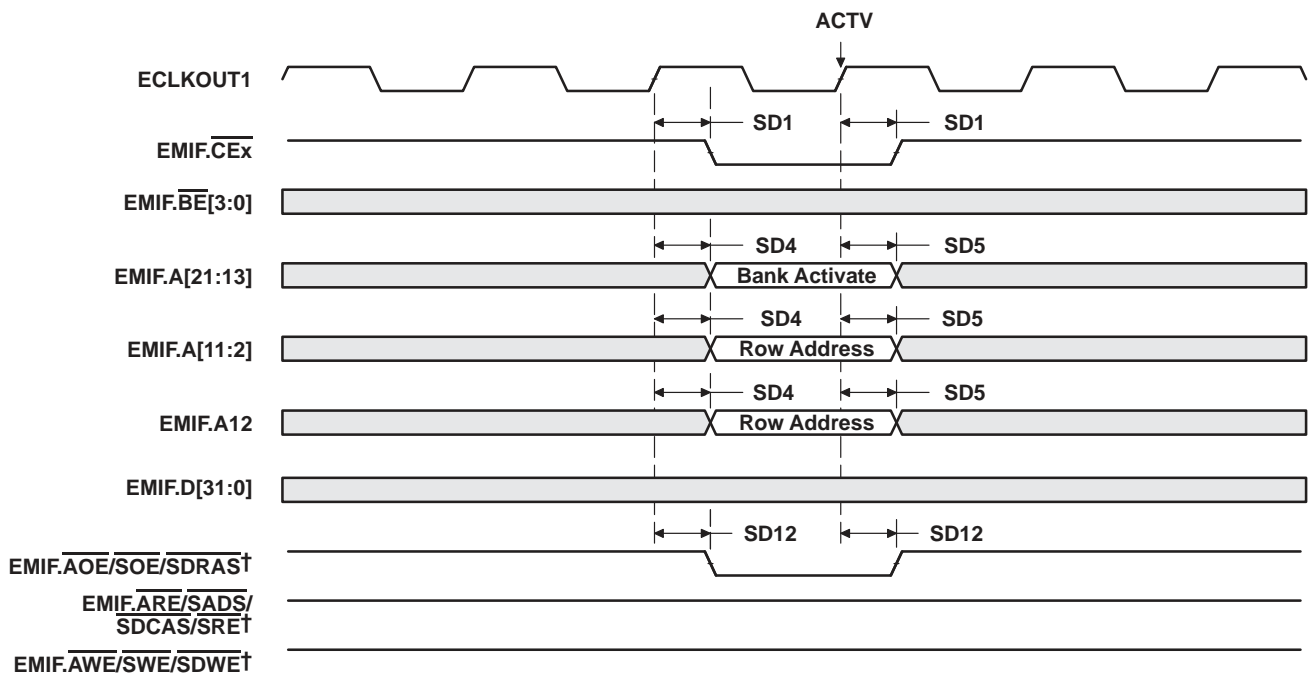 ACTV
ECLKOUT1
SD1 SD1
EMIF.CEx
EMIF.BE[3:0]
SD4 SD5
EMIF.A[21:13] Bank Activate
SD4 SD5
EMIF.A[11:2] Row Address
SD4 SD5
EMIF.A12 Row Address
EMIF.D[31:0]
SD12 SD12
EMIF.AOE/SOE/SDRAS†
EMIF.ARE/SADS/
SDCAS/SRE†
EMIF.AWE/SWE/SDWE†